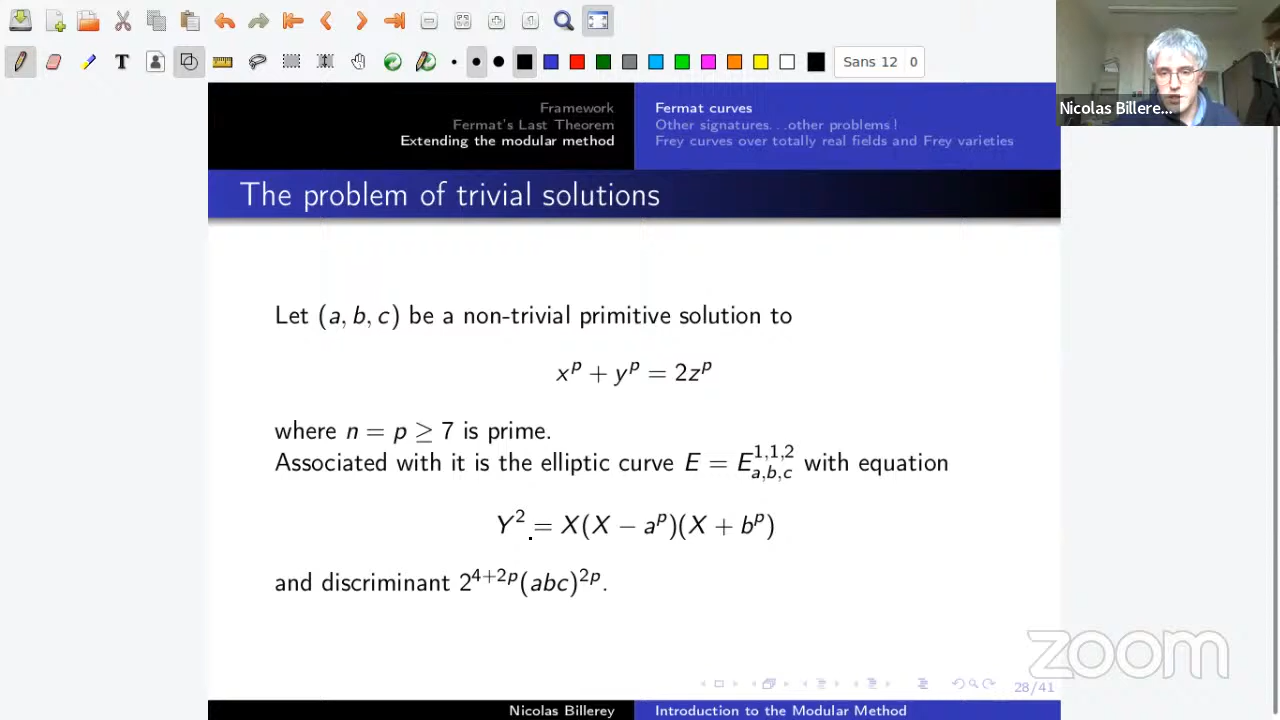 Sans 12 0
Nicolas Billere...
Framework
Fermat's Last Theorem
Extending the modular method
Fermat curves
Other signatures...other problems!
Frey curves over totally real fields and Frey varieties
The problem of trivial solutions
Let (a, b, c) be a non-trivial primitive solution to
x^p + y^p = 2z^p
where n = p ≥ 7 is prime.
Associated with it is the elliptic curve E = E^{1,1,2}_{a,b,c} with equation
Y^2 = X(X − a^p)(X + b^p)
and discriminant 2^{4+2p}(abc)^{2p}.
zoom
28/41
Nicolas Billerey
Introduction to the Modular Method